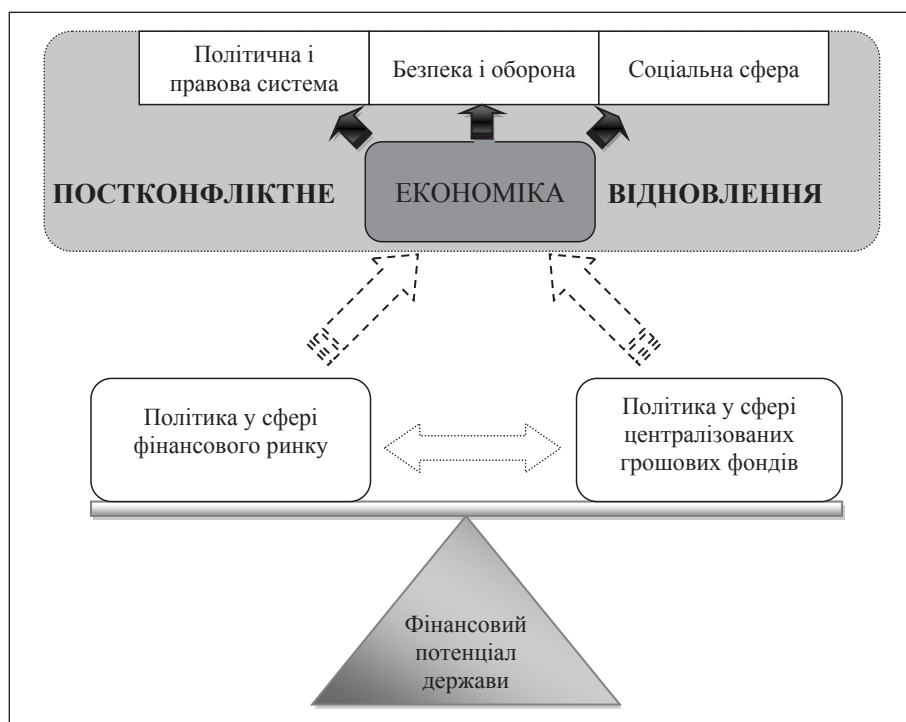 Політична і
правова система
Безпека і оборона
Соціальна сфера
ПОСТКОНФЛІКТНЕ
ЕКОНОМІКА
ВІДНОВЛЕННЯ
Політика у сфері
фінансового ринку
Політика у сфері
централізованих
грошових фондів
Фінансовий
потенціал
держави